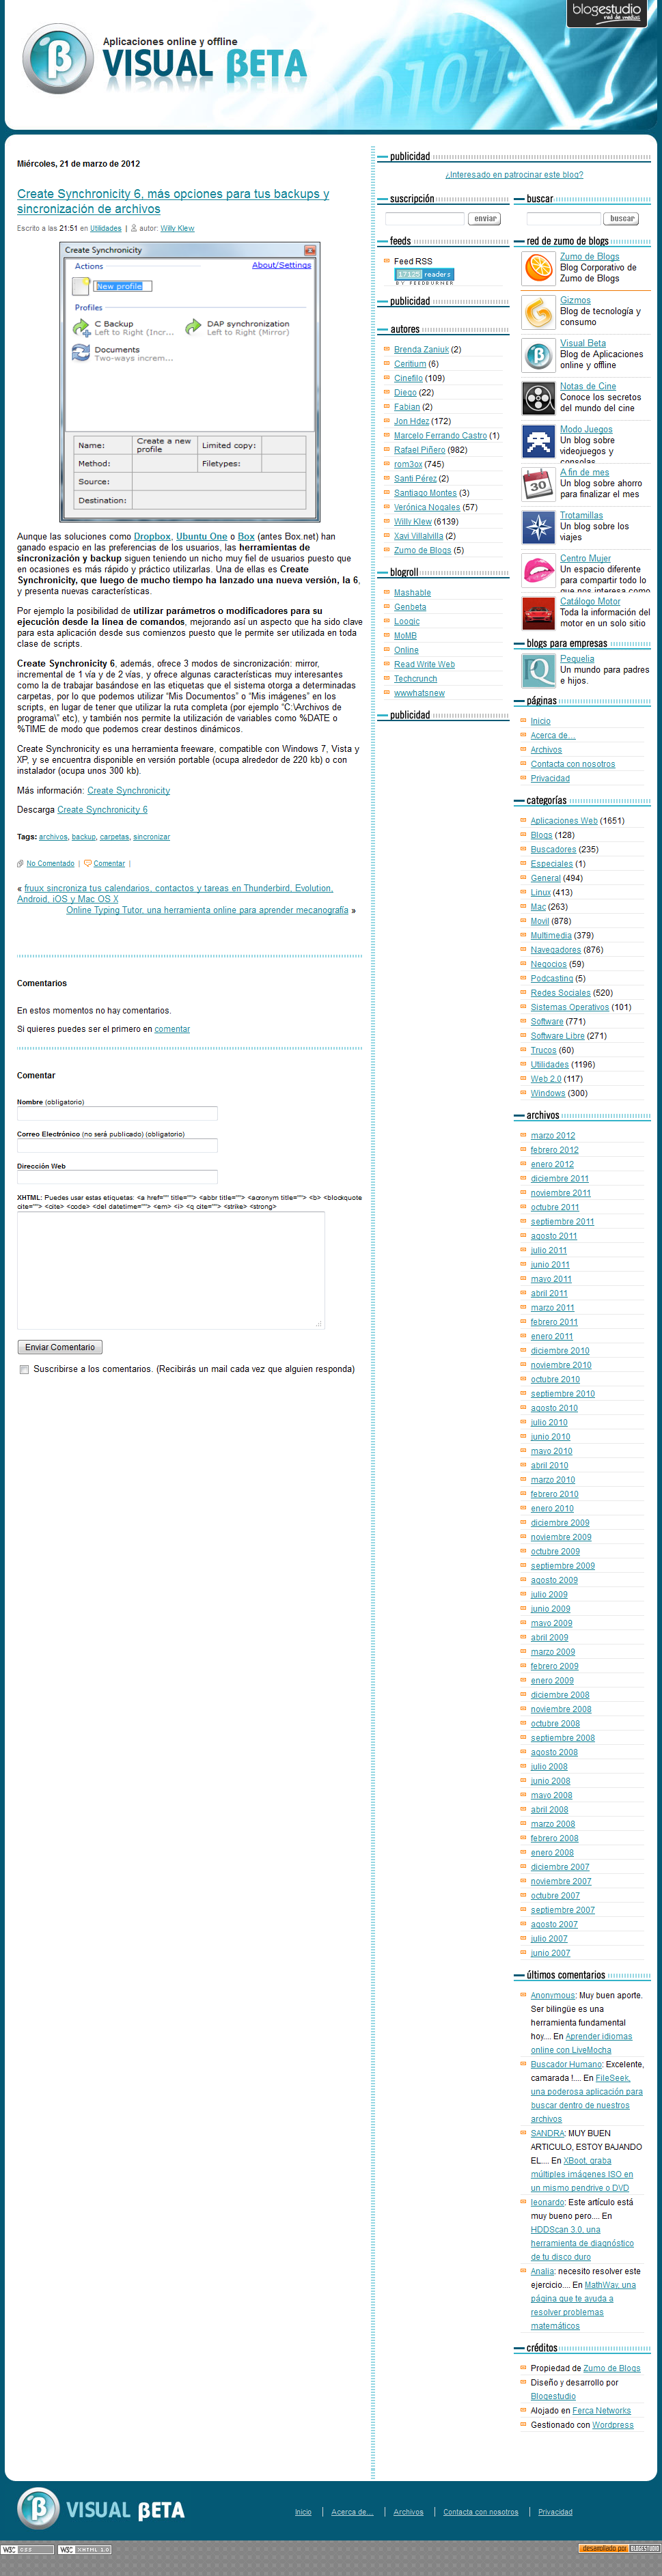 blogestudio
red de medios
Aplicaciones online y offline
VISUAL BETA
Miércoles, 21 de marzo de 2012
Create Synchronicity 6, más opciones para tus backups y
sincronización de archivos
Escrito a las 21:51 en Utilidades | autor: Willy Klew
Create Synchronicity
Actions
About/Settings
New profile
Profiles
C Backup
Left to Right (Incr...
DAP synchronization
Left to Right (Mirror)
Documents
Two-ways increm...
Name:
Create a new
profile
Limited copy:
Method:
Filetypes:
Source:
Destination:
Aunque las soluciones como Dropbox, Ubuntu One o Box (antes Box.net) han
ganado espacio en las preferencias de los usuarios, las herramientas de
sincronización y backup siguen teniendo su nicho de muy buenos usos puesto que
en ocasiones es más rápido y práctico utilizarlos. Una de ellas es Create
Synchronicity, que luego de mucho tiempo ha lanzado una nueva versión, la 6,
y presenta nuevas características.
Por ejemplo la posibilidad de utilizar parámetros o modificadores para su
ejecución desde la línea de comandos, mejorando así un aspecto que ha sido clave
para esta aplicación desde sus comienzos puesto que le permite ser utilizada en toda
clase de scripts.
Create Synchronicity 6, además, ofrece 3 modos de sincronización: mirror,
incremental de 1 vía y de 2 vías, y ofrece algunas características muy interesantes
como la de trabajar basándose en las etiquetas que el sistema otorga a determinadas
carpetas, por lo que podemos utilizar “Mis Documentos” o “Mis imágenes” en los
scripts, en lugar de tener que utilizar la ruta completa (por ejemplo “C:\Archivos de
programa\” etc), y también nos permite la utilización de variables como %DATE o
%TIME de modo que podemos crear destinos dinámicos.
Create Synchronicity es una herramienta freeware, compatible con Windows 7, Vista y
XP, y se encuentra disponible en versión portable (ocupa alrededor de 220 kb) o con
instalador (ocupa unos 300 kb).
Más información: Create Synchronicity
Descarga Create Synchronicity 6
Tags: archivos, backup, carpetas, sincronizar
No Comentado | Comentar |
« fruux sincroniza tus calendarios, contactos y tareas en Thunderbird, Evolution,
Android, iOS y Mac OS X
Online Typing Tutor, una herramienta online para aprender mecanografía »
Comentarios
En estos momentos no hay comentarios.
Si quieres puedes ser el primero en comentar
Comentar
Nombre (obligatorio)
Correo Electrónico (no será publicado) (obligatorio)
Dirección Web
XHTML: Puedes usar estas etiquetas: <a href="" title=""> <abbr title=""> <acronym title=""> <b> <blockquote
cite=""> <cite> <code> <del datetime=""> <em> <i> <q cite=""> <strike> <strong>
Enviar Comentario
Suscribirse a los comentarios. (Recibirás un mail cada vez que alguien responda)
publicidad
¿Interesado en patrocinar este blog?
suscripción
enviar
feeds
Feed RSS
17125 readers
BY FEEDBURNER
publicidad
autores
Brenda Zaniuk (2)
Ceritium (6)
Cinefilo (109)
Diego (22)
Fabian (2)
Jon Hdez (172)
Marcelo Ferrando Castro (1)
Rafael Piñero (982)
rom3ox (745)
Santi Pérez (2)
Santiago Montes (3)
Verónica Nogales (57)
Willy Klew (6139)
Xavi Villalvilla (2)
Zumo de Blogs (5)
blogroll
Mashable
Genbeta
Loogic
MoMB
Online
Read Write Web
Techcrunch
wwwhatsnew
publicidad
buscar
buscar
red de zumo de blogs
Zumo de Blogs
Blog Corporativo de
Zumo de Blogs
Gizmos
Blog de tecnología y
consumo
Visual Beta
Blog de Aplicaciones
online y offline
Notas de Cine
Conoce los secretos
del mundo del cine
Modo Juegos
Un blog sobre
videojuegos y
consolas
30
A fin de mes
Un blog sobre ahorro
para finalizar el mes
Trotamillas
Un blog sobre los
viajes
Centro Mujer
Un espacio diferente
para compartir todo lo
que nos interesa como
Catálogo Motor
Toda la información del
motor en un solo sitio
blogs para empresas
Pequelia
Un mundo para padres
e hijos.
páginas
Inicio
Acerca de…
Archivos
Contacta con nosotros
Privacidad
categorías
Aplicaciones Web (1651)
Blogs (128)
Buscadores (235)
Especiales (1)
General (494)
Linux (413)
Mac (263)
Movil (878)
Multimedia (379)
Navegadores (876)
Negocios (59)
Podcasting (5)
Redes Sociales (520)
Sistemas Operativos (101)
Software (771)
Software Libre (271)
Trucos (60)
Utilidades (1196)
Web 2.0 (117)
Windows (300)
archivos
marzo 2012
febrero 2012
enero 2012
diciembre 2011
noviembre 2011
octubre 2011
septiembre 2011
agosto 2011
julio 2011
junio 2011
mayo 2011
abril 2011
marzo 2011
febrero 2011
enero 2011
diciembre 2010
noviembre 2010
octubre 2010
septiembre 2010
agosto 2010
julio 2010
junio 2010
mayo 2010
abril 2010
marzo 2010
febrero 2010
enero 2010
diciembre 2009
noviembre 2009
octubre 2009
septiembre 2009
agosto 2009
julio 2009
junio 2009
mayo 2009
abril 2009
marzo 2009
febrero 2009
enero 2009
diciembre 2008
noviembre 2008
octubre 2008
septiembre 2008
agosto 2008
julio 2008
junio 2008
mayo 2008
abril 2008
marzo 2008
febrero 2008
enero 2008
diciembre 2007
noviembre 2007
octubre 2007
septiembre 2007
agosto 2007
julio 2007
junio 2007
últimos comentarios
Anonymous: Muy buen aporte.
Ser bilingüe es una
herramienta fundamental
hoy.... En Aprender idiomas
online con LiveMocha
Buscador Humano: Excelente,
camarada !.... En FileSeek,
una poderosa aplicación para
buscar dentro de nuestros
archivos
SANDRA: MUY BUEN
ARTICULO, ESTOY BAJANDO
EL.... En XBoot, graba
múltiples imágenes ISO en
un mismo pendrive o DVD
leonardo: Este artículo está
muy bueno pero.... En
HDDScan 3.0, una
herramienta de diagnóstico
de tu disco duro
Analia: necesito resolver este
ejercicio.... En MathWay, una
página que te ayuda a
resolver problemas
matemáticos
créditos
Propiedad de Zumo de Blogs
Diseño y desarrollo por
Blogestudio
Alojado en Ferca Networks
Gestionado con Wordpress
VISUAL BETA
Inicio | Acerca de… | Archivos | Contacta con nosotros | Privacidad
W3C CSS
W3C XHTML 1.0
desarrollado por BLOGESTUDIO